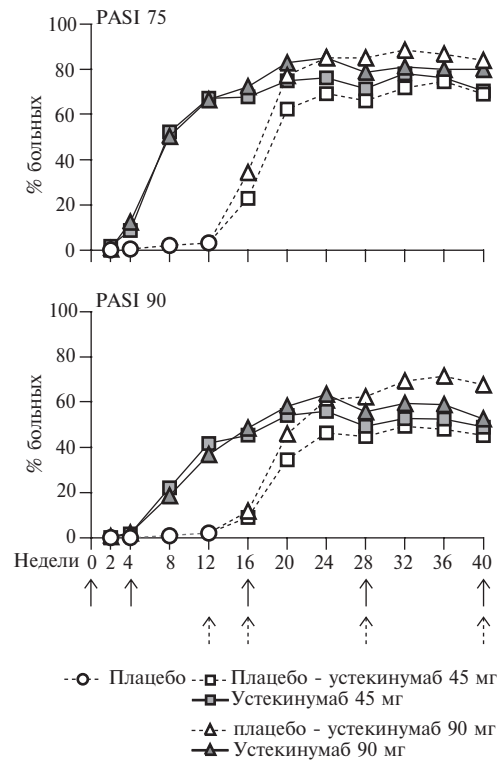 PASI 75
100
80
60
40
20
0
% больных
PASI 90
100
80
60
40
20
0
% больных
Недели 0 2 4 8 12 16 20 24 28 32 36 40
Плацебо Плацебо - устекинумаб 45 мг
Устекинумаб 45 мг
плацебо - устекинумаб 90 мг
Устекинумаб 90 мг